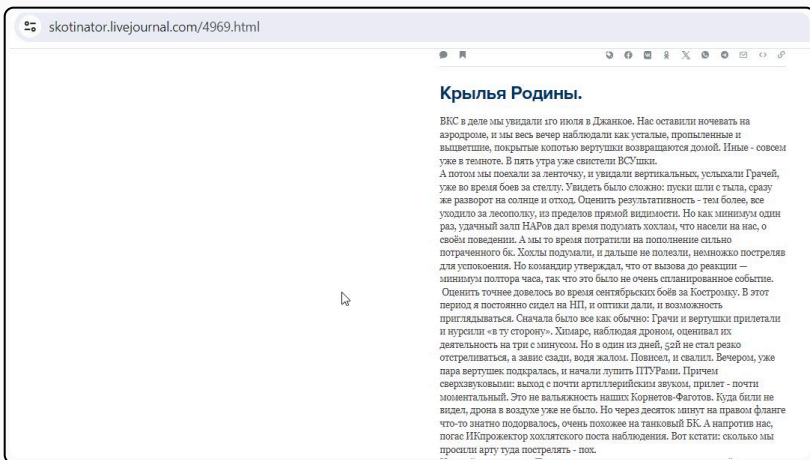 skotinator.livejournal.com/4969.html
Крылья Родины.
ВКС в деле мы увидали 1го июля в Джанкое. Нас оставили ночевать на
аэродроме, и мы весь вечер наблюдали как усталые, пропыленные и
выцветшие, покрытые копотью вертушки возвращаются домой. Иные - совсем
уже в темноте. В пять утра уже свистели ВСУшки.
А потом мы поехали за ленточку, и увидали вертикальных, услыхали Грачей,
уже во время боев за стеллу. Увидеть было сложно: пуски шли с тыла, сразу
же разворот на солнце и отход. Оценить результативность - тем более, все
уходило за лесополку, из пределов прямой видимости. Но как минимум один
раз, удачный залп НАРов дал время подумать хохлам, что насели на нас, о
своём поведении. А мы то время потратили на пополнение сильно
потраченного бк. Хохлы подумали, и дальше не полезли, немножко постреляв
для успокоения. Но командир утверждал, что от вызова до реакции —
минимум полтора часа, так что это было не очень спланированное событие.
Оценить точнее довелось во время сентябрьских боёв за Костромку. В этот
период я постоянно сидел на НП, и оптики дали, и возможность
приглядываться. Сначала было все как обычно: Грачи и вертушки прилетали
и нурсили «в ту сторону». Химарс, наблюдая дроном, оценивал их
деятельность на три с минусом. Но в один из дней, 52й не стал резко
отстреливаться, а завис сзади, водя жалом. Повисел, и свалил. Вечером, уже
пара вертушек подкралась, и начали лупить ПТУРами. Причем
сверхзвуковыми: выход с почти артиллерийским звуком, прилет - почти
моментальный. Это не вальяжность наших Корнетов-Фаготов. Куда били не
видел, дрона в воздухе уже не было. Но через десяток минут на правом фланге
что-то знатно подорвалось, очень похожее на танковый БК. А напротив нас,
погас ИКпрожектор хохлятского поста наблюдения. Вот кстати: сколько мы
просили арту туда пострелять - пох.